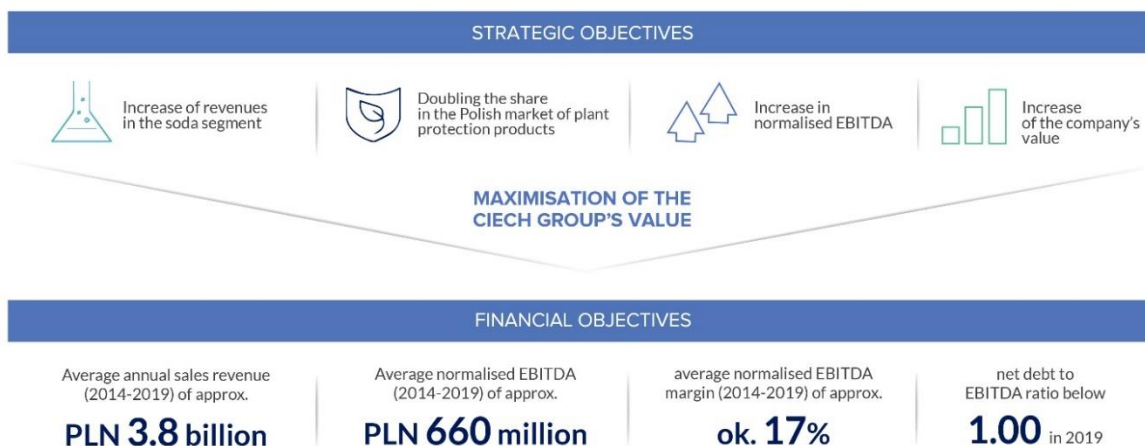 STRATEGIC OBJECTIVES
Increase of revenues
in the soda segment
Doubling the share
in the Polish market of plant
protection products
Increase in
normalised EBITDA
Increase
of the company's
value
MAXIMISATION OF THE
CIECH GROUP'S VALUE
FINANCIAL OBJECTIVES
Average annual sales revenue
(2014-2019) of approx.
PLN 3.8 billion
Average normalised EBITDA
(2014-2019) of approx.
PLN 660 million
average normalised EBITDA
margin (2014-2019) of approx.
ok. 17%
net debt to
EBITDA ratio below
1.00 in 2019